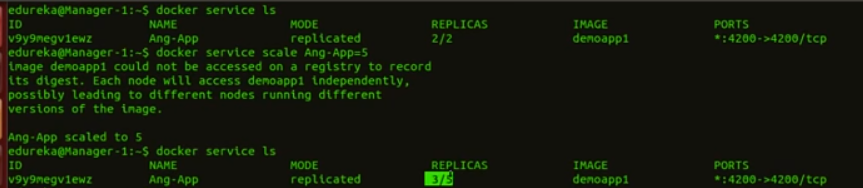 edureka@Manager-1:~$ docker service ls
ID NAME MODE REPLICAS IMAGE PORTS
v9y9megv1ewz Ang-App replicated 2/2 demoapp1 *:4200->4200/tcp
edureka@Manager-1:~$ docker service scale Ang-App=5
image demoapp1 could not be accessed on a registry to record
its digest. Each node will access demoapp1 independently,
possibly leading to different nodes running different
versions of the image.
Ang-App scaled to 5
edureka@Manager-1:~$ docker service ls
ID NAME MODE REPLICAS IMAGE PORTS
v9y9megv1ewz Ang-App replicated 3/5 demoapp1 *:4200->4200/tcp